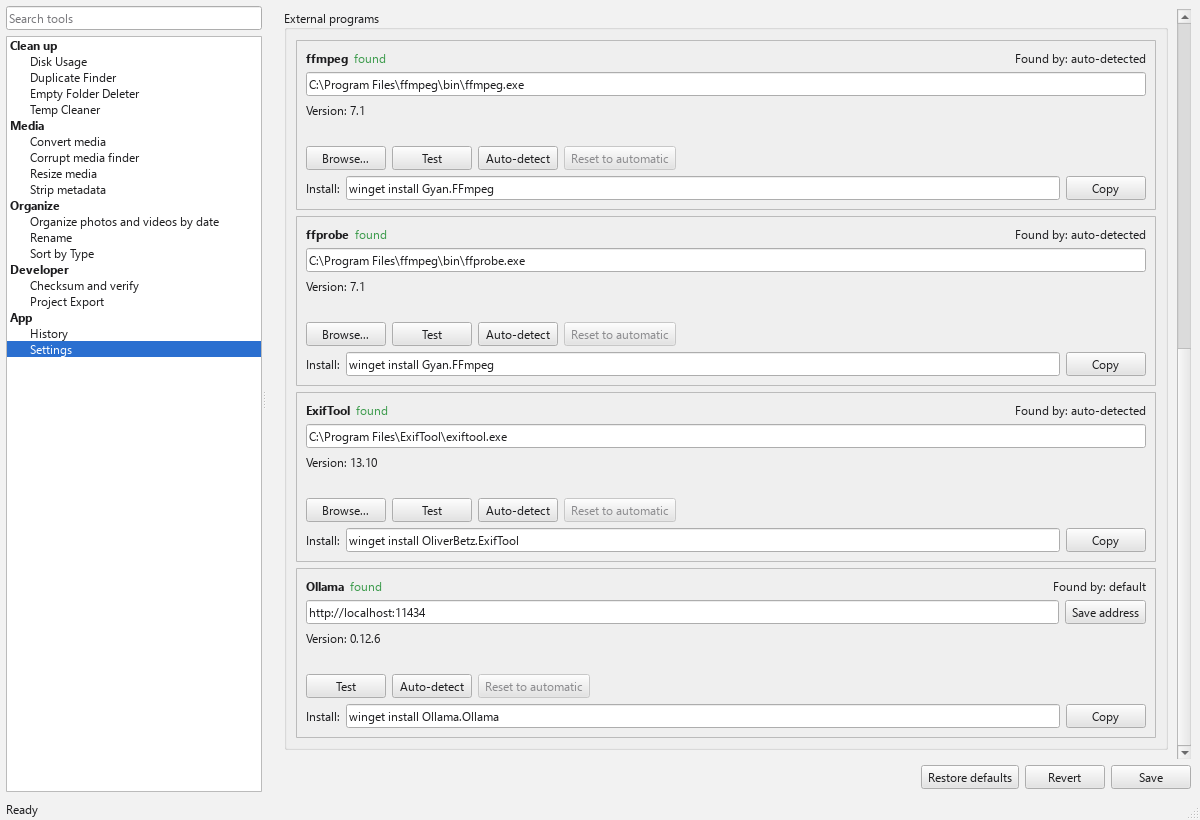 Search tools
Clean up
Disk Usage
Duplicate Finder
Empty Folder Deleter
Temp Cleaner
Media
Convert media
Corrupt media finder
Resize media
Strip metadata
Organize
Organize photos and videos by date
Rename
Sort by Type
Developer
Checksum and verify
Project Export
App
History
Settings
External programs
ffmpeg found Found by: auto-detected
C:\Program Files\ffmpeg\bin\ffmpeg.exe
Version: 7.1
Browse... Test Auto-detect Reset to automatic
Install: winget install Gyan.FFmpeg Copy
ffprobe found Found by: auto-detected
C:\Program Files\ffmpeg\bin\ffprobe.exe
Version: 7.1
Browse... Test Auto-detect Reset to automatic
Install: winget install Gyan.FFmpeg Copy
ExifTool found Found by: auto-detected
C:\Program Files\ExifTool\exiftool.exe
Version: 13.10
Browse... Test Auto-detect Reset to automatic
Install: winget install OliverBetz.ExifTool Copy
Ollama found Found by: default
http://localhost:11434 Save address
Version: 0.12.6
Test Auto-detect Reset to automatic
Install: winget install Ollama.Ollama Copy
Restore defaults Revert Save
Ready